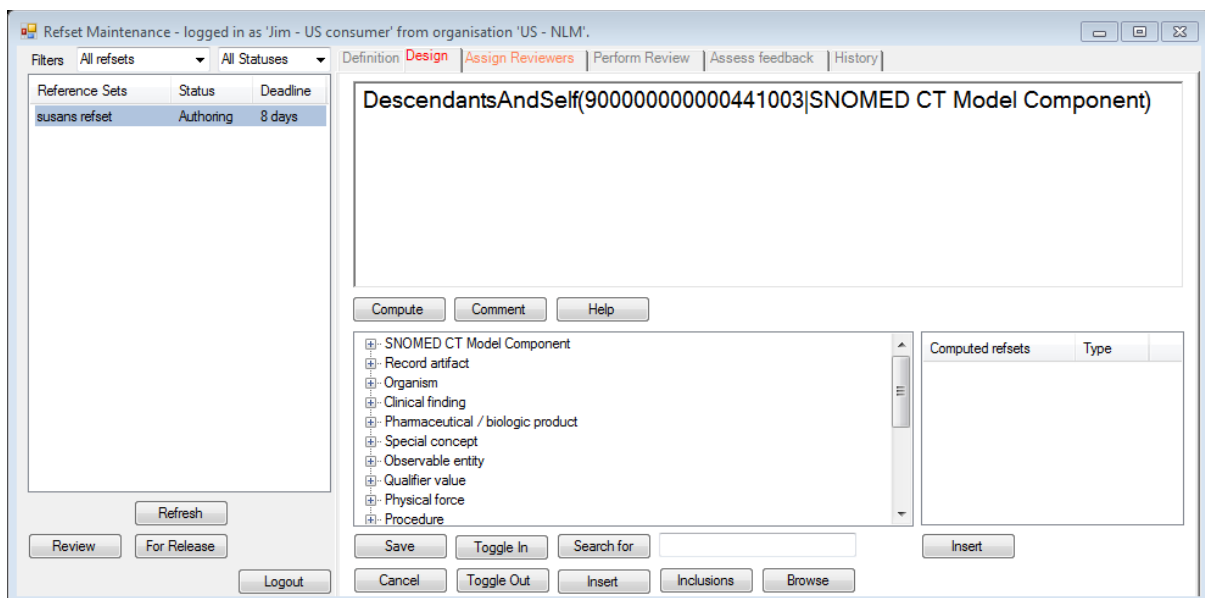 Refset Maintenance - logged in as 'Jim - US consumer' from organisation 'US - NLM'.
Filters All refsets All Statuses
Reference Sets Status Deadline
susans refset Authoring 8 days
Refresh
Review For Release
Logout
Definition Design Assign Reviewers Perform Review Assess feedback History
DescendantsAndSelf(900000000000441003|SNOMED CT Model Component)
Compute Comment Help
SNOMED CT Model Component
Record artifact
Organism
Clinical finding
Pharmaceutical / biologic product
Special concept
Observable entity
Qualifier value
Physical force
Procedure
Computed refsets Type
Save Toggle In Search for
Cancel Toggle Out Insert Inclusions Browse
Insert